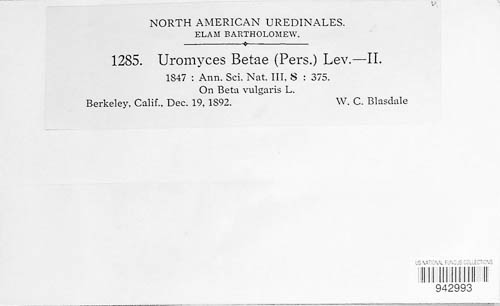 NORTH AMERICAN UREDINALES.
ELAM BARTHOLOMEW.
1285. Uromyces Betae (Pers.) Lev.—II.
1847 : Ann. Sci. Nat. III, 8 : 375.
On Beta vulgaris L.
Berkeley, Calif., Dec. 19, 1892. W. C. Blasdale
US NATIONAL FUNGUS COLLECTIONS
942993